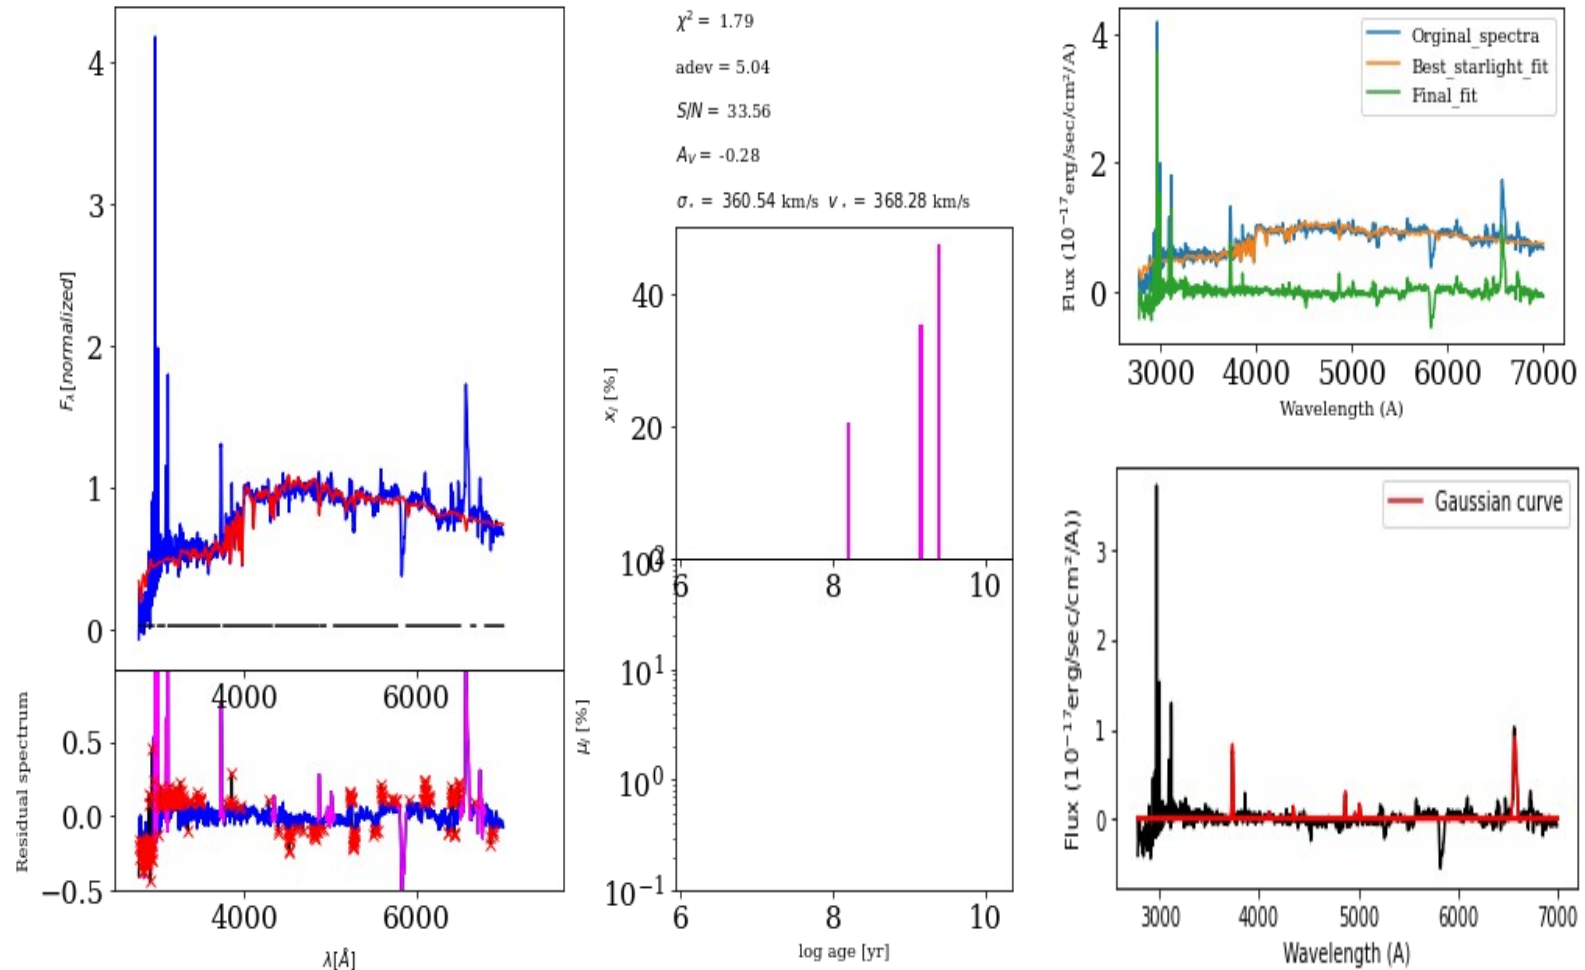 4
3
2
1
0
F_λ[normalized]
4000 6000
0.5
0.0
−0.5
Residual spectrum
4000 6000
λ[Å]
χ² = 1.79
adev = 5.04
S/N = 33.56
A_V = -0.28
σ⋆ = 360.54 km/s v⋆ = 368.28 km/s
40
20
x_j [%]
6 8 10
10¹
10⁰
10⁻¹
μ_j [%]
6 8 10
log age [yr]
Orginal_spectra
Best_starlight_fit
Final_fit
4
2
0
Flux (10⁻¹⁷erg/sec/cm²/A)
3000 4000 5000 6000 7000
Wavelength (A)
Gaussian curve
3
2
1
0
Flux (10⁻¹⁷erg/sec/cm²/A))
3000 4000 5000 6000 7000
Wavelength (A)